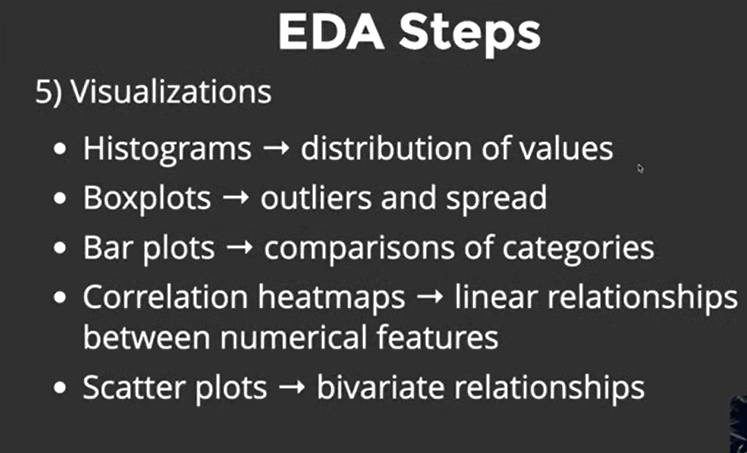 EDA Steps
5) Visualizations
• Histograms → distribution of values
• Boxplots → outliers and spread
• Bar plots → comparisons of categories
• Correlation heatmaps → linear relationships
between numerical features
• Scatter plots → bivariate relationships